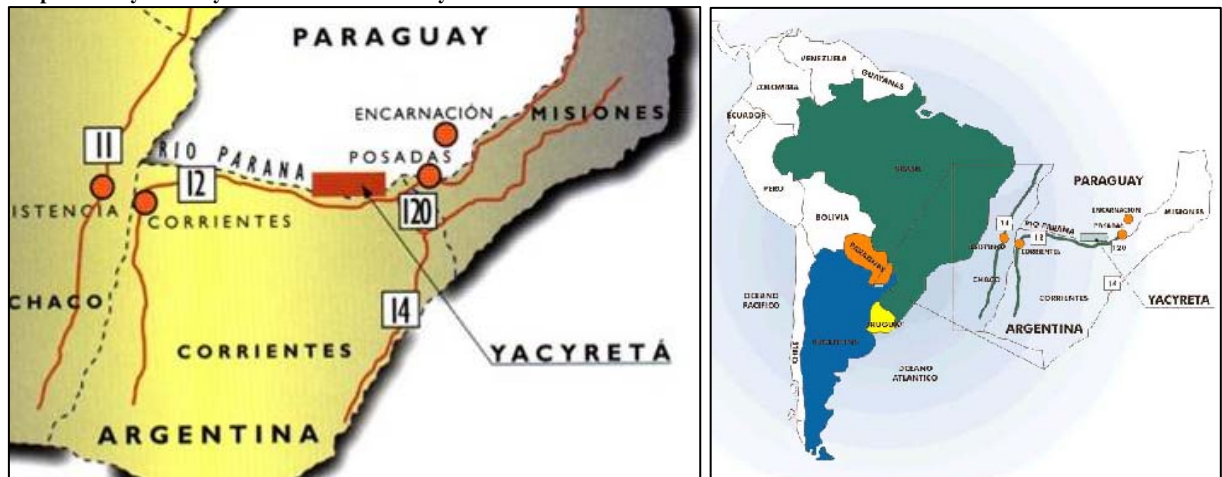 PARAGUAY
ENCARNACIÓN
MISIONES
11
RIO PARANA
POSADAS
12
ISTENCIA
CORRIENTES
120
CHACO
14
CORRIENTES
YACYRETÁ
ARGENTINA
VENEZUELA
GUAYANAS
COLOMBIA
ECUADOR
BRASIL
PERU
BOLIVIA
PARAGUAY
OCEANO
PACIFICO
CHILE
URUGUAY
ARGENTINA
OCEANO
ATLANTICO
PARAGUAY
ENCARNACION
MISIONES
RIO PARANA
POSADAS
12
120
CORRIENTES
CHACO
14
CORRIENTES
YACYRETA
ARGENTINA